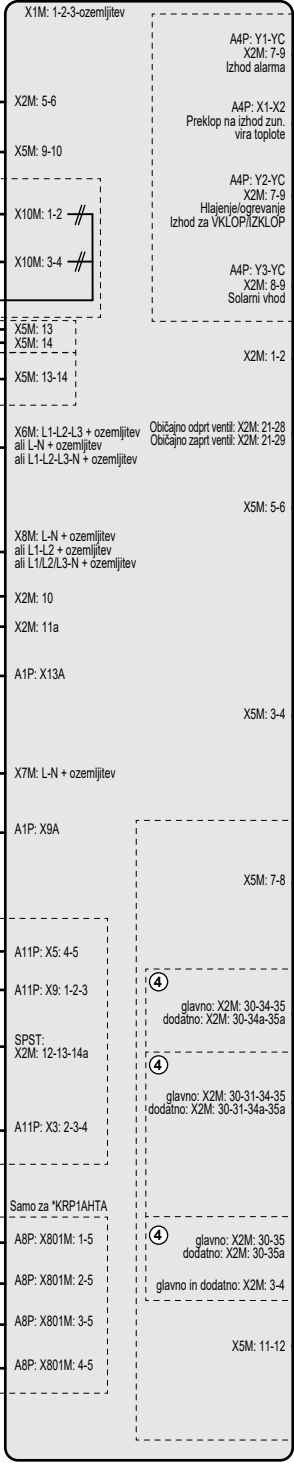 X1M: 1-2-3-ozemljitev
X2M: 5-6
X5M: 9-10
X10M: 1-2
X10M: 3-4
X5M: 13
X5M: 14
X5M: 13-14
X6M: L1-L2-L3 + ozemljitev
ali L-N + ozemljitev
ali L1-L2-L3-N + ozemljitev
X8M: L-N + ozemljitev
ali L1-L2 + ozemljitev
ali L1/L2/L3-N + ozemljitev
X2M: 10
X2M: 11a
A1P: X13A
X7M: L-N + ozemljitev
A1P: X9A
A11P: X5: 4-5
A11P: X9: 1-2-3
SPST:
X2M: 12-13-14a
A11P: X3: 2-3-4
Samo za *KRP1AHTA
A8P: X801M: 1-5
A8P: X801M: 2-5
A8P: X801M: 3-5
A8P: X801M: 4-5
A4P: Y1-YC
X2M: 7-9
Izhod alarma
A4P: X1-X2
Preklop na izhod zun.
vira toplote
A4P: Y2-YC
X2M: 7-9
Hlajenje/ogrevanje
Izhod za VKLOP/IZKLOP
A4P: Y3-YC
X2M: 8-9
Solarni vhod
X2M: 1-2
Običajno odprt ventil: X2M: 21-28
Običajno zaprt ventil: X2M: 21-29
X5M: 5-6
X5M: 3-4
X5M: 7-8
4
glavno: X2M: 30-34-35
dodatno: X2M: 30-34a-35a
4
glavno: X2M: 30-31-34-35
dodatno: X2M: 30-31-34a-35a
4
glavno: X2M: 30-35
dodatno: X2M: 30-35a
glavno in dodatno: X2M: 3-4
X5M: 11-12